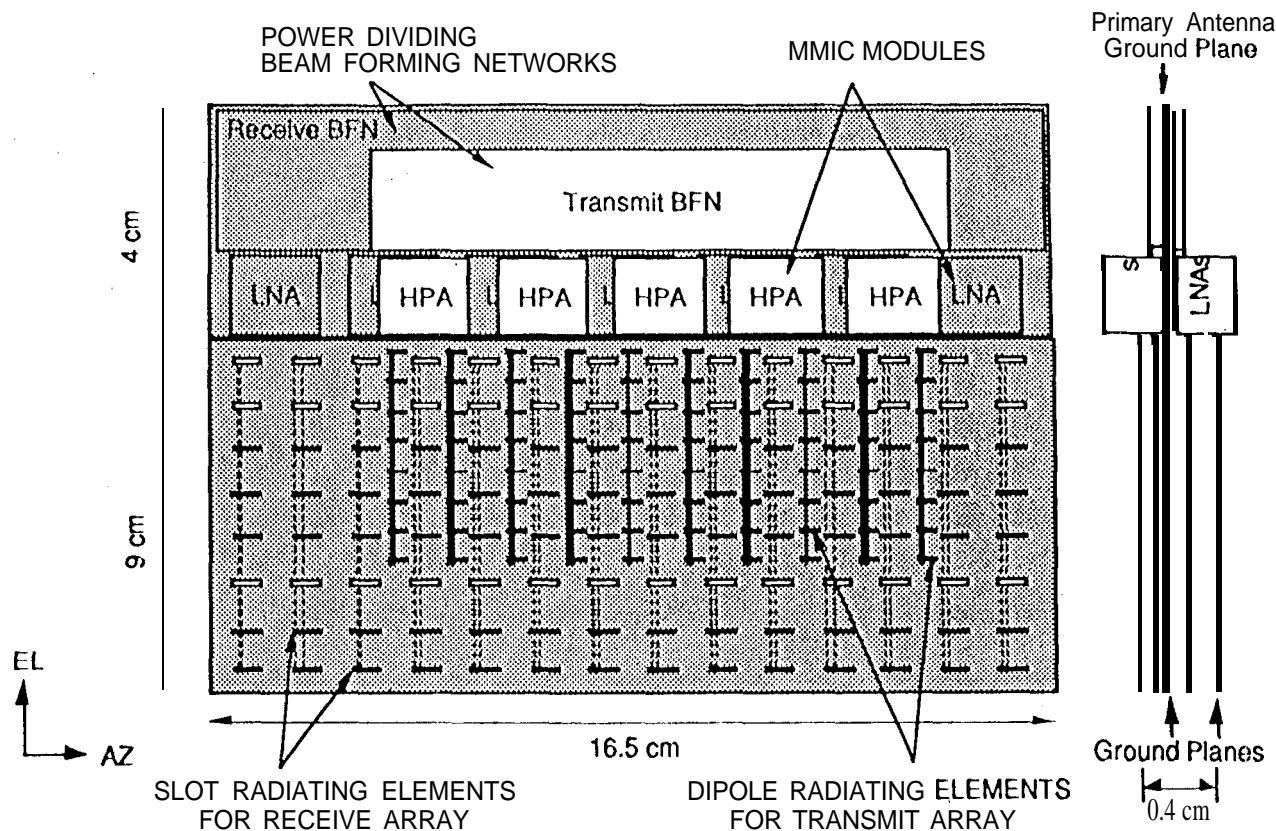 POWER DIVIDING
BEAM FORMING NETWORKS
MMIC MODULES
Primary Antenna
Ground Plane
Receive BFN
Transmit BFN
4 cm
LNA
L
HPA
L
HPA
L
HPA
L
HPA
L
HPA
LNA
S
LNAS
9 cm
EL
AZ
16.5 cm
Ground Planes
0.4 cm
SLOT RADIATING ELEMENTS
FOR RECEIVE ARRAY
DIPOLE RADIATING ELEMENTS
FOR TRANSMIT ARRAY